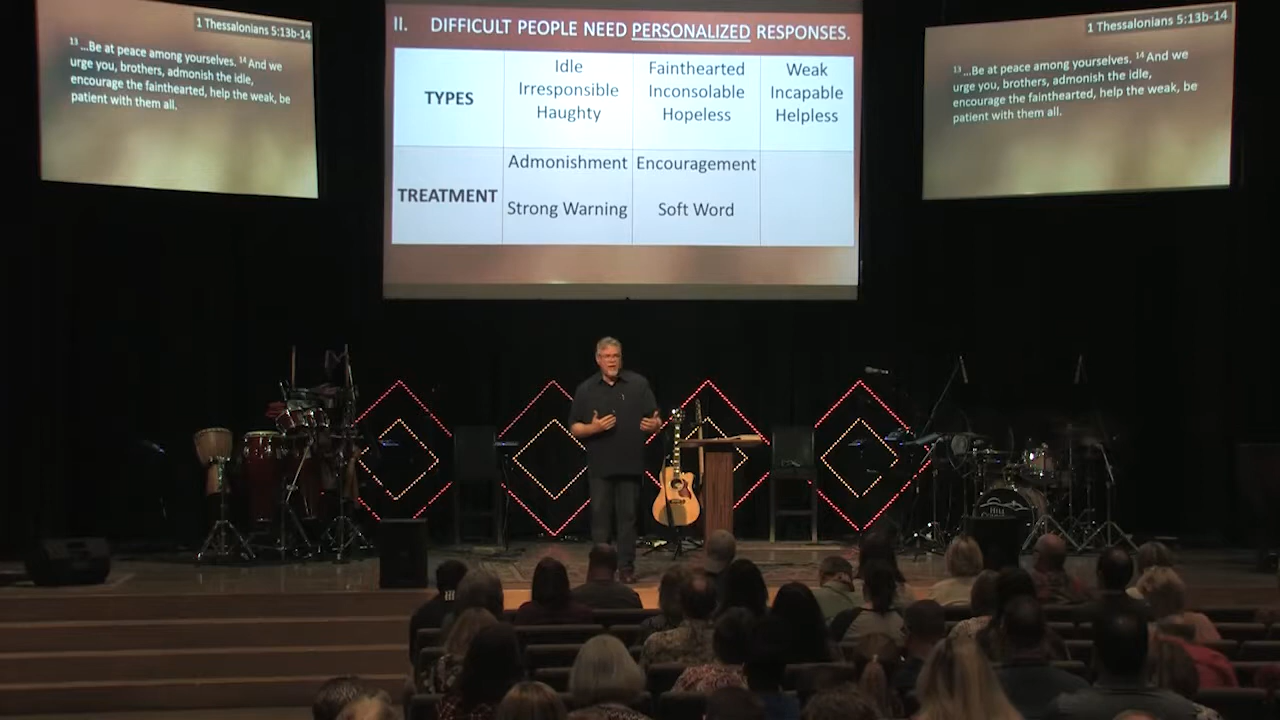 1 Thessalonians 5:13b-14
13 ...Be at peace among yourselves. 14 And we
urge you, brothers, admonish the idle,
encourage the fainthearted, help the weak, be
patient with them all.
II. DIFFICULT PEOPLE NEED PERSONALIZED RESPONSES.
TYPES
Idle
Irresponsible
Haughty
Fainthearted
Inconsolable
Hopeless
Weak
Incapable
Helpless
TREATMENT
Admonishment
Strong Warning
Encouragement
Soft Word
1 Thessalonians 5:13b-14
13 ...Be at peace among yourselves. 14 And we
urge you, brothers, admonish the idle,
encourage the fainthearted, help the weak, be
patient with them all.
HILL